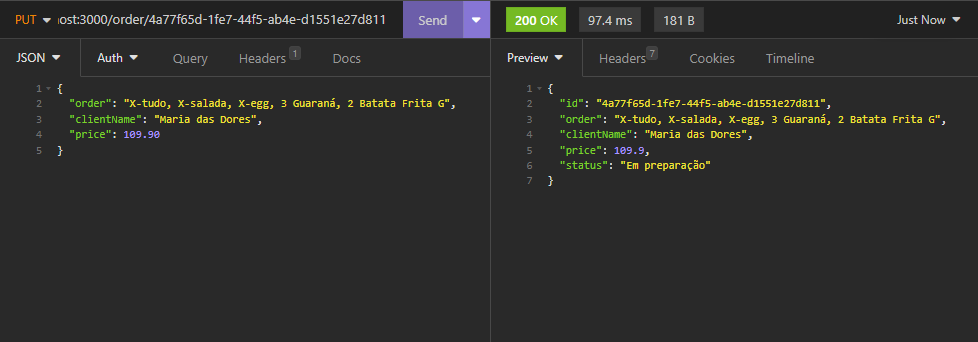 PUT ost:3000/order/4a77f65d-1fe7-44f5-ab4e-d1551e27d811 Send 200 OK 97.4 ms 181 B Just Now
JSON Auth Query Headers 1 Docs Preview Headers 7 Cookies Timeline
1 {
2 "order": "X-tudo, X-salada, X-egg, 3 Guaraná, 2 Batata Frita G",
3 "clientName": "Maria das Dores",
4 "price": 109.90
5 }
1 {
2 "id": "4a77f65d-1fe7-44f5-ab4e-d1551e27d811",
3 "order": "X-tudo, X-salada, X-egg, 3 Guaraná, 2 Batata Frita G",
4 "clientName": "Maria das Dores",
5 "price": 109.9,
6 "status": "Em preparação"
7 }